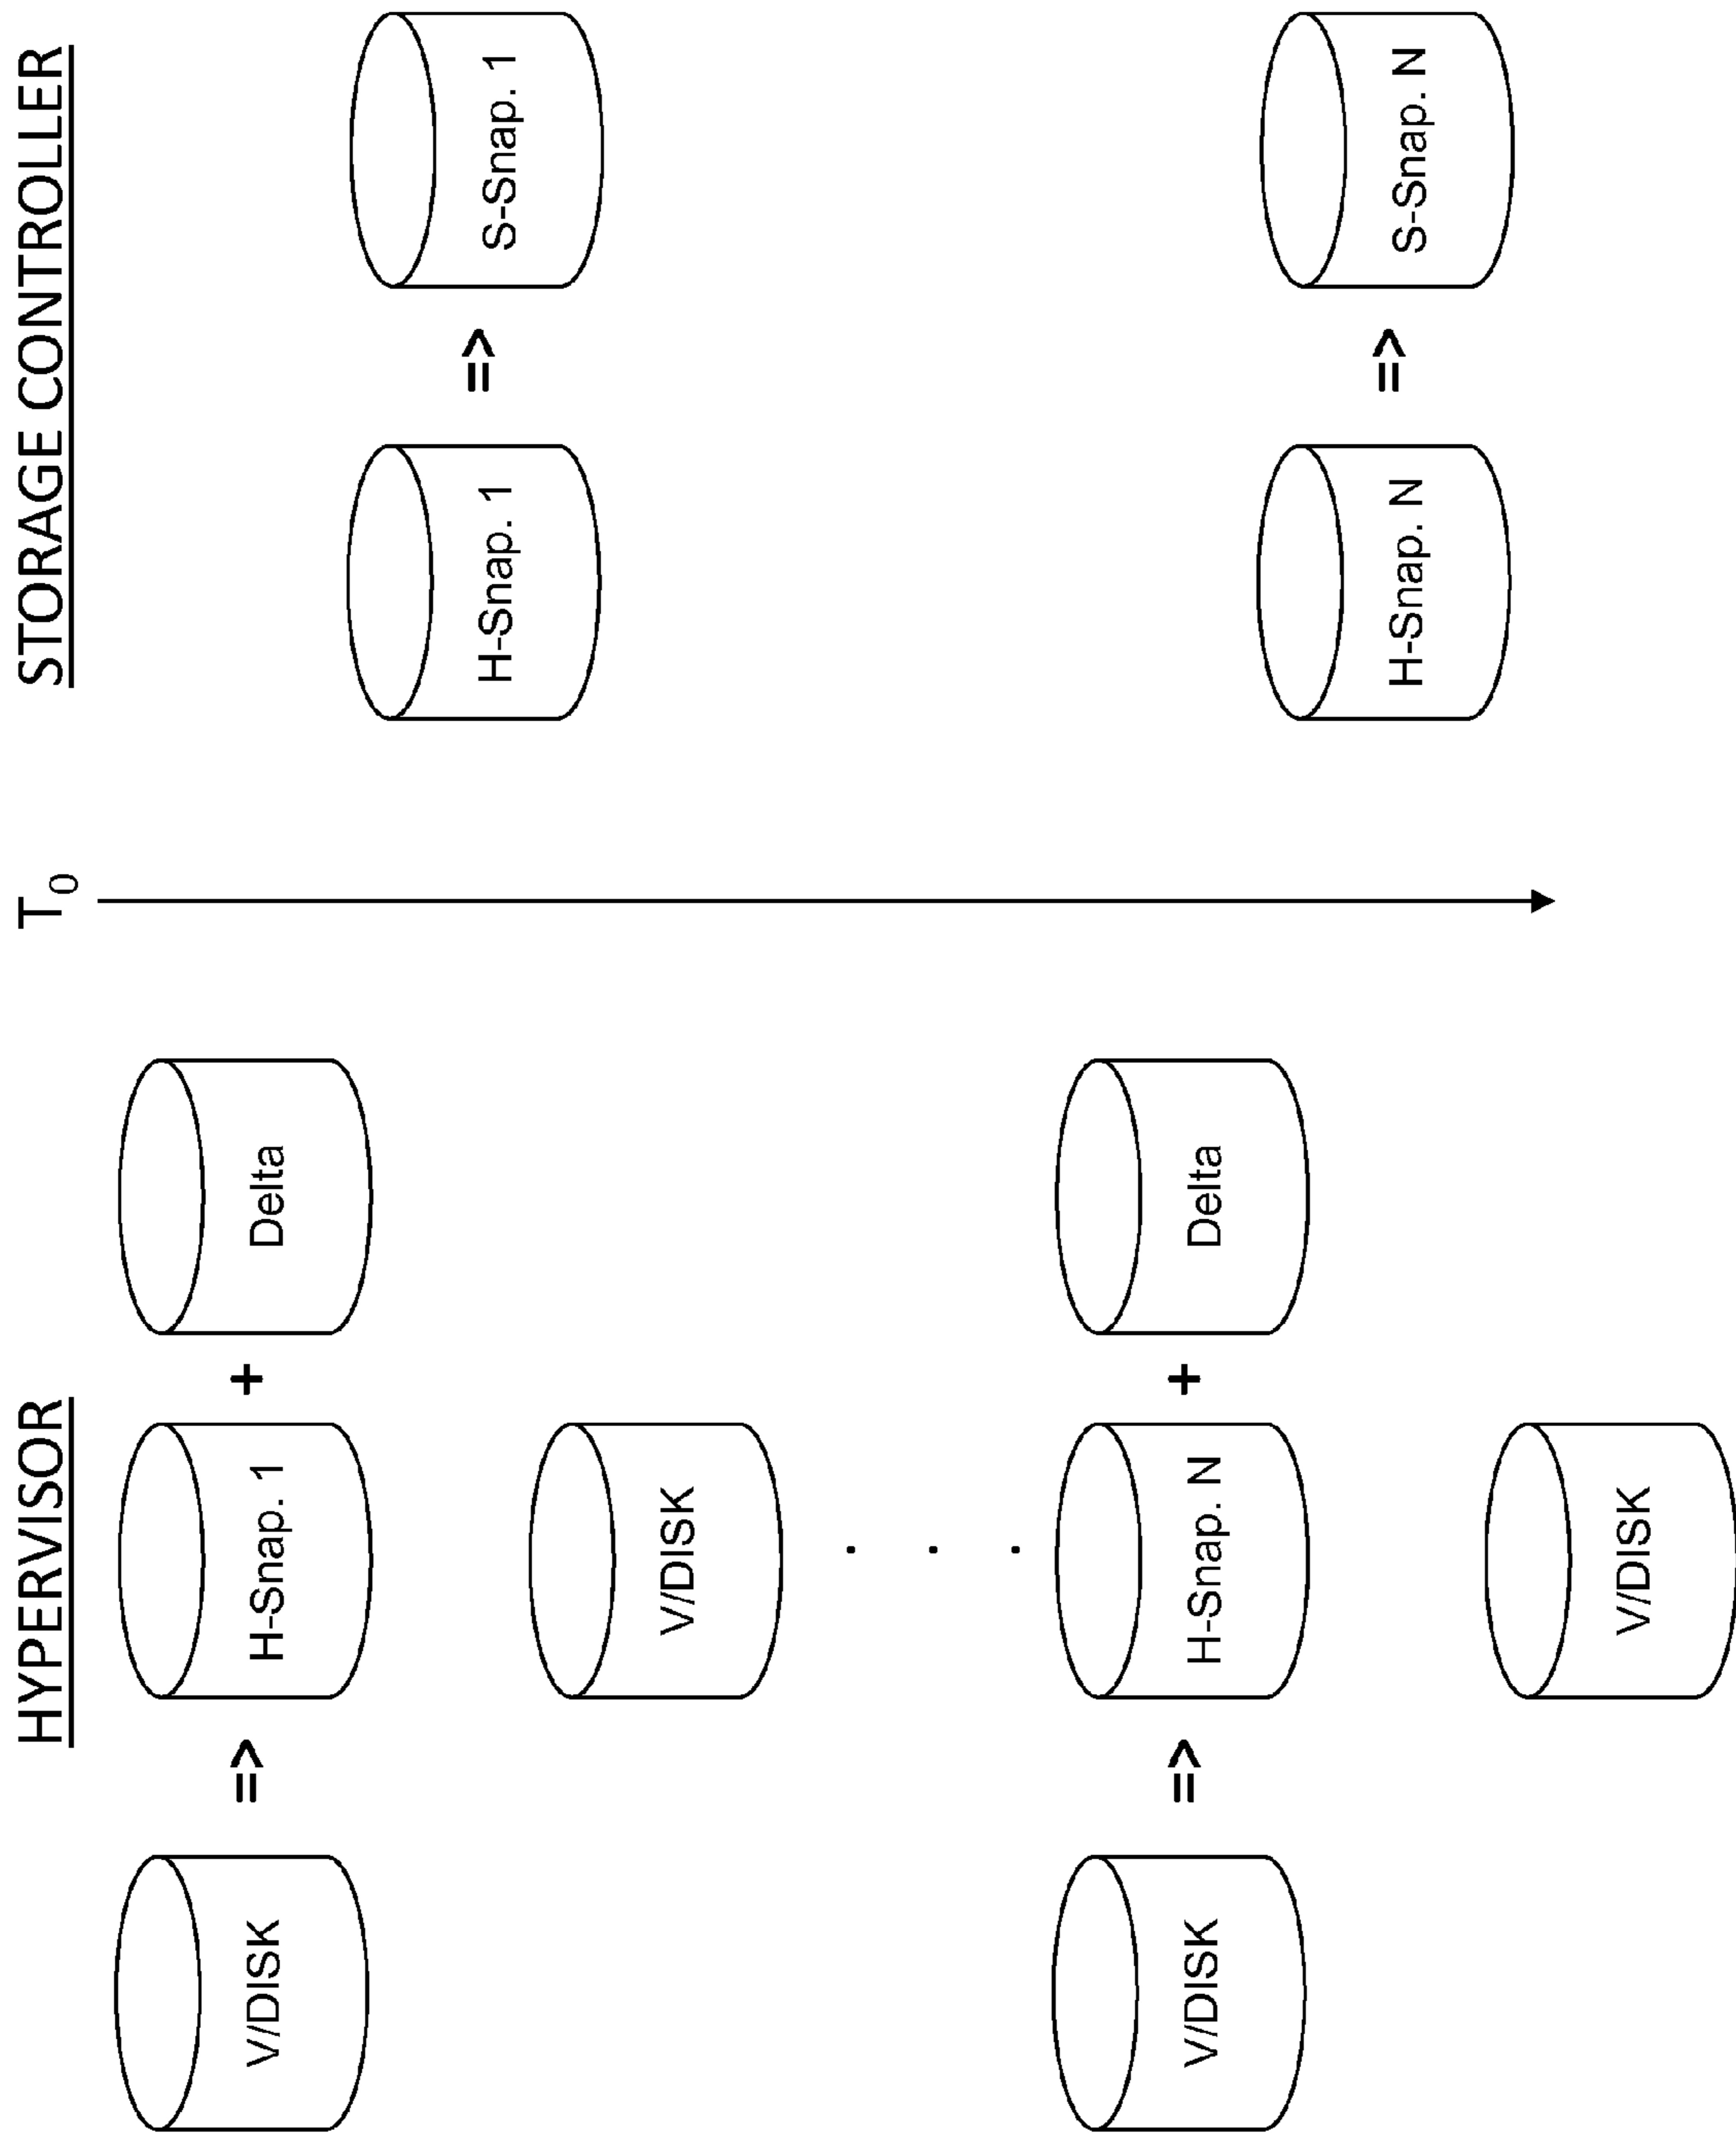 HYPERVISOR
T0
STORAGE CONTROLLER
V/DISK => H-Snap. 1 + Delta
H-Snap. 1 => S-Snap. 1
V/DISK
.
.
.
V/DISK => H-Snap. N + Delta
H-Snap. N => S-Snap. N
V/DISK